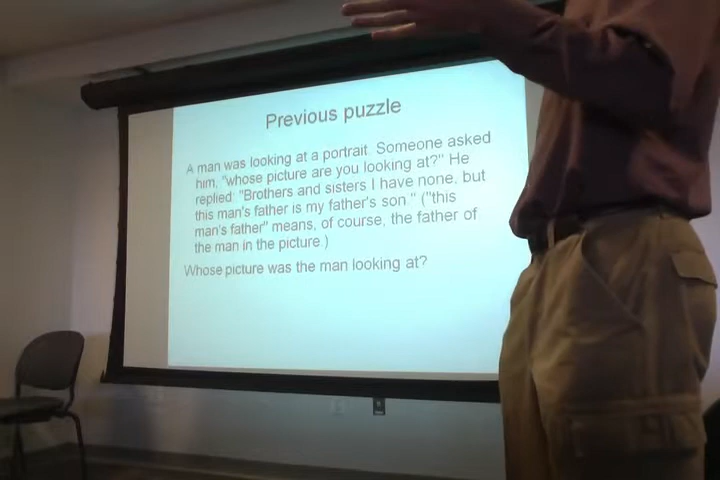 Previous puzzle
A man was looking at a portrait. Someone asked
him, "whose picture are you looking at?" He
replied: "Brothers and sisters I have none, but
this man's father is my father's son." ("this
man's father" means, of course, the father of
the man in the picture.)
Whose picture was the man looking at?